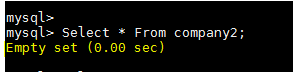 mysql>
mysql> Select * From company2;
Empty set (0.00 sec)